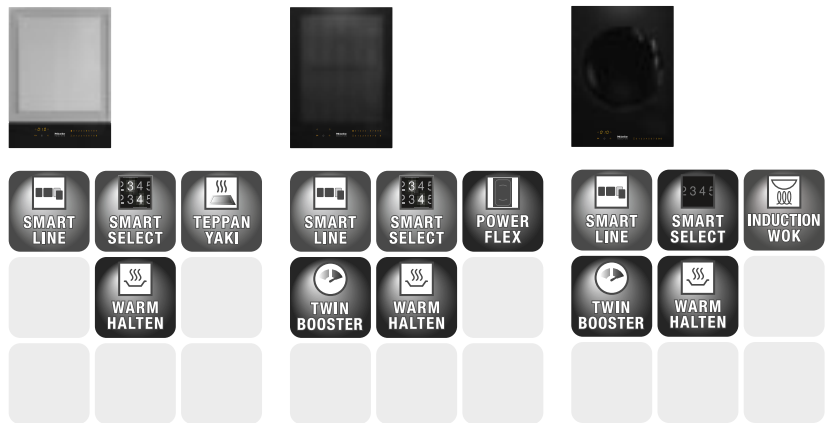 SMART
LINE
SMART
SELECT
TEPPAN
YAKI
WARM
HALTEN
SMART
LINE
SMART
SELECT
POWER
FLEX
TWIN
BOOSTER
WARM
HALTEN
SMART
LINE
2345
SMART
SELECT
INDUCTION
WOK
TWIN
BOOSTER
WARM
HALTEN